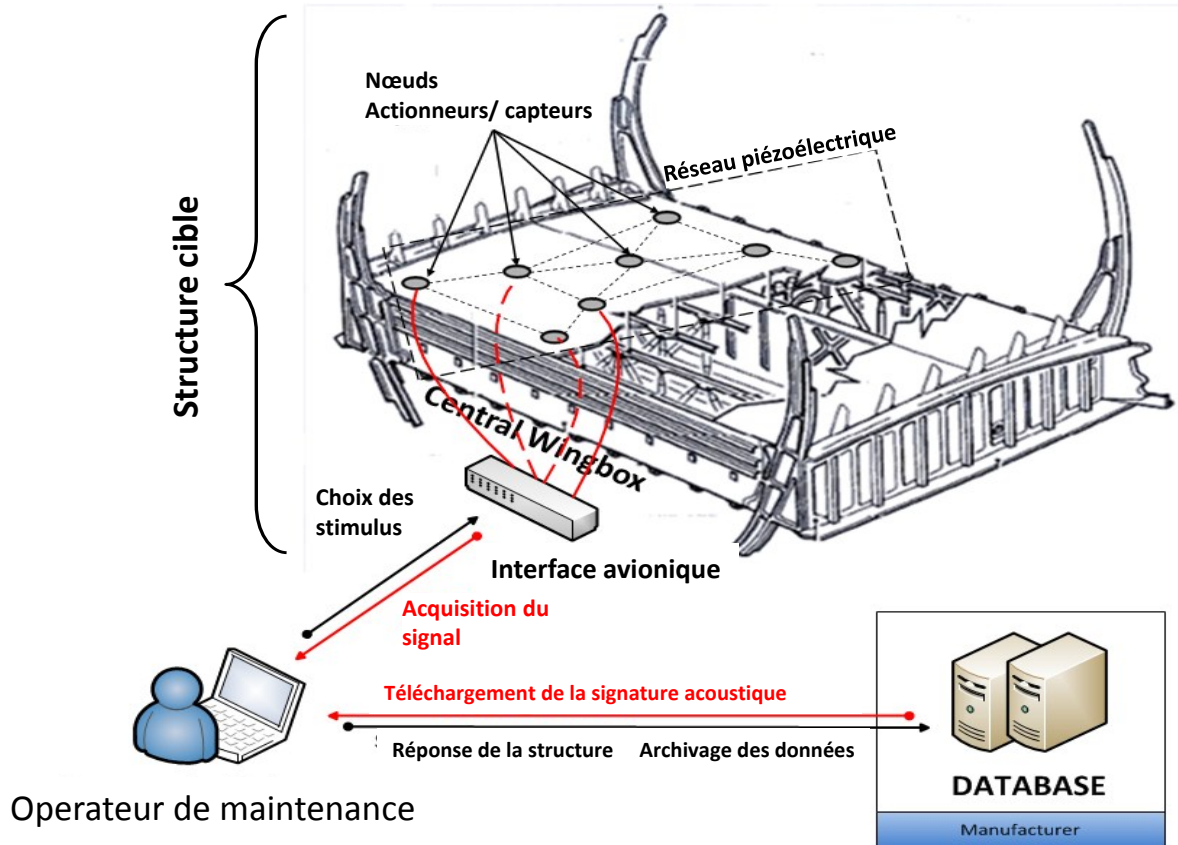 Nœuds
Actionneurs/ capteurs
Réseau piézoélectrique
Structure cible
Central Wingbox
Choix des
stimulus
Interface avionique
Acquisition du
signal
Téléchargement de la signature acoustique
Réponse de la structure Archivage des données
Operateur de maintenance
DATABASE
Manufacturer